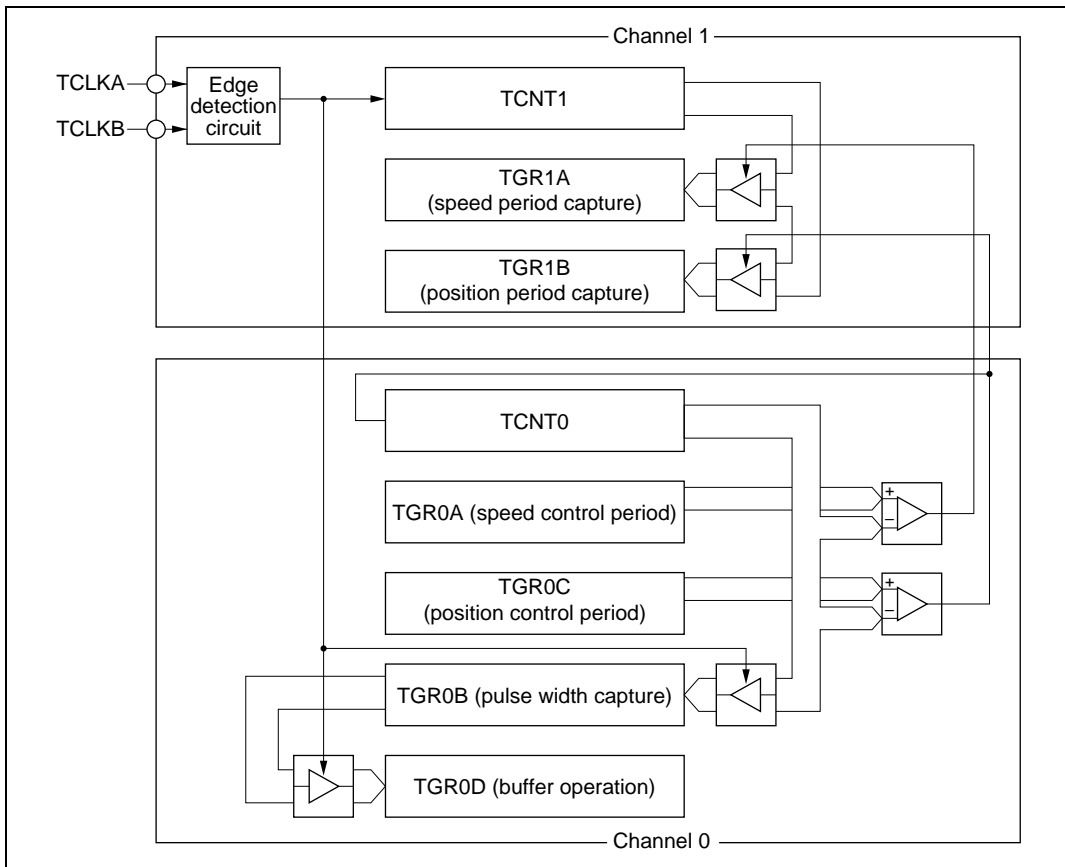 Channel 1
TCLKA
TCLKB
Edge
detection
circuit
TCNT1
TGR1A
(speed period capture)
TGR1B
(position period capture)
TCNT0
TGR0A (speed control period)
+
–
TGR0C
(position control period)
+
–
TGR0B (pulse width capture)
TGR0D (buffer operation)
Channel 0